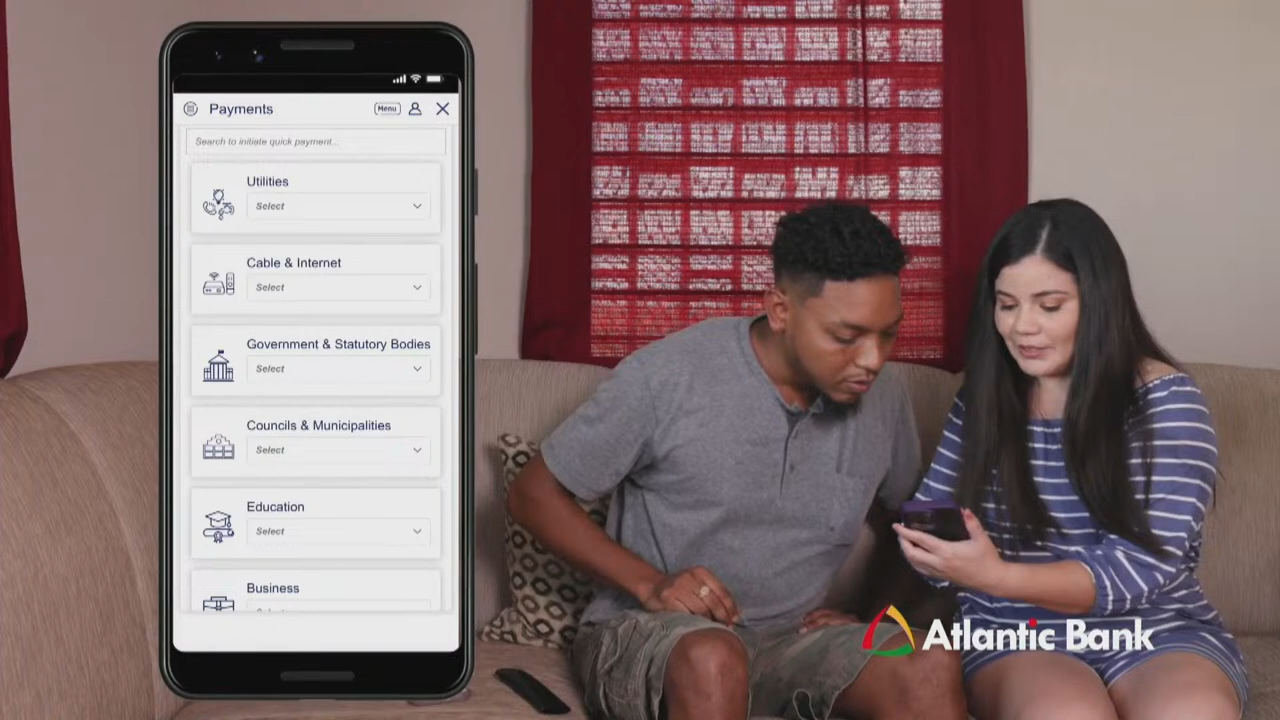 Payments
Menu
Search to initiate quick payment...
Utilities
Select
Cable & Internet
Select
Government & Statutory Bodies
Select
Councils & Municipalities
Select
Education
Select
Business
Atlantic Bank